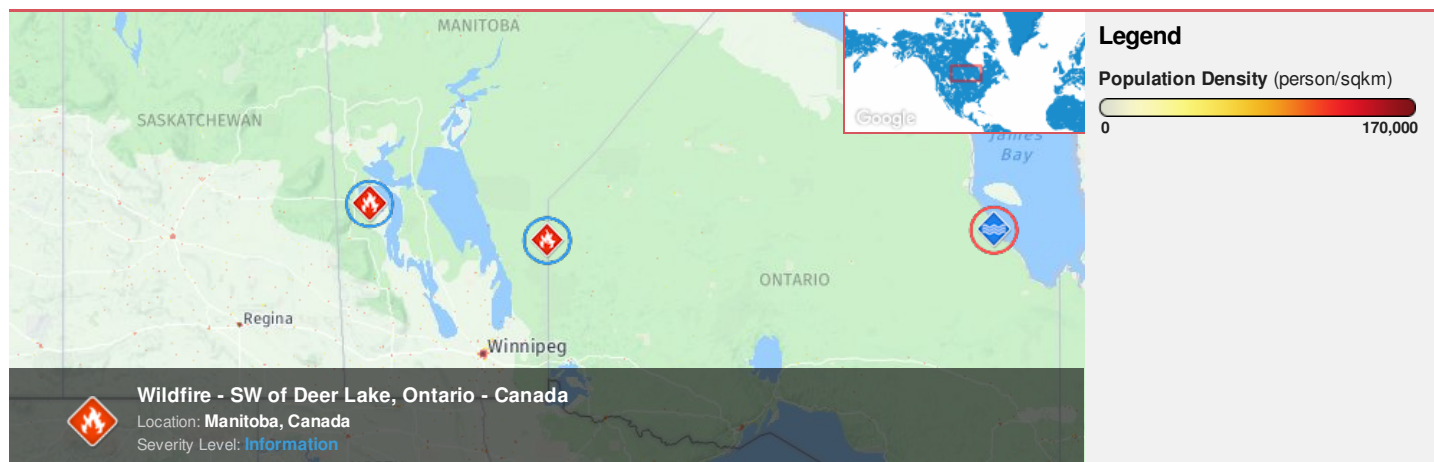 MANITOBA
SASKATCHEWAN
Google
James
Bay
ONTARIO
Regina
Winnipeg
Wildfire - SW of Deer Lake, Ontario - Canada
Location: Manitoba, Canada
Severity Level: Information
Legend
Population Density (person/sqkm)
0 170,000